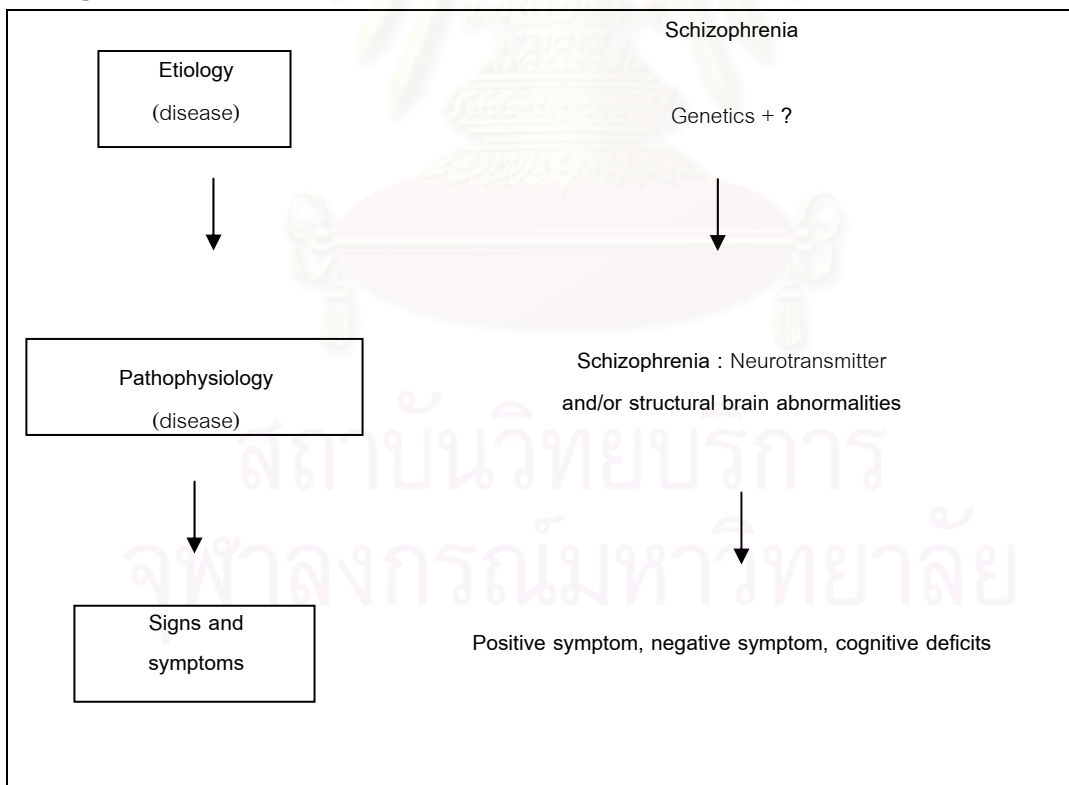 Schizophrenia
Etiology
(disease)
Genetics + ?
Pathophysiology
(disease)
Schizophrenia : Neurotransmitter
and/or structural brain abnormalities
สถาบันวิทยบริการ
จุฬาลงกรณ์มหาวิทยาลัย
Signs and
symptoms
Positive symptom, negative symptom, cognitive deficits